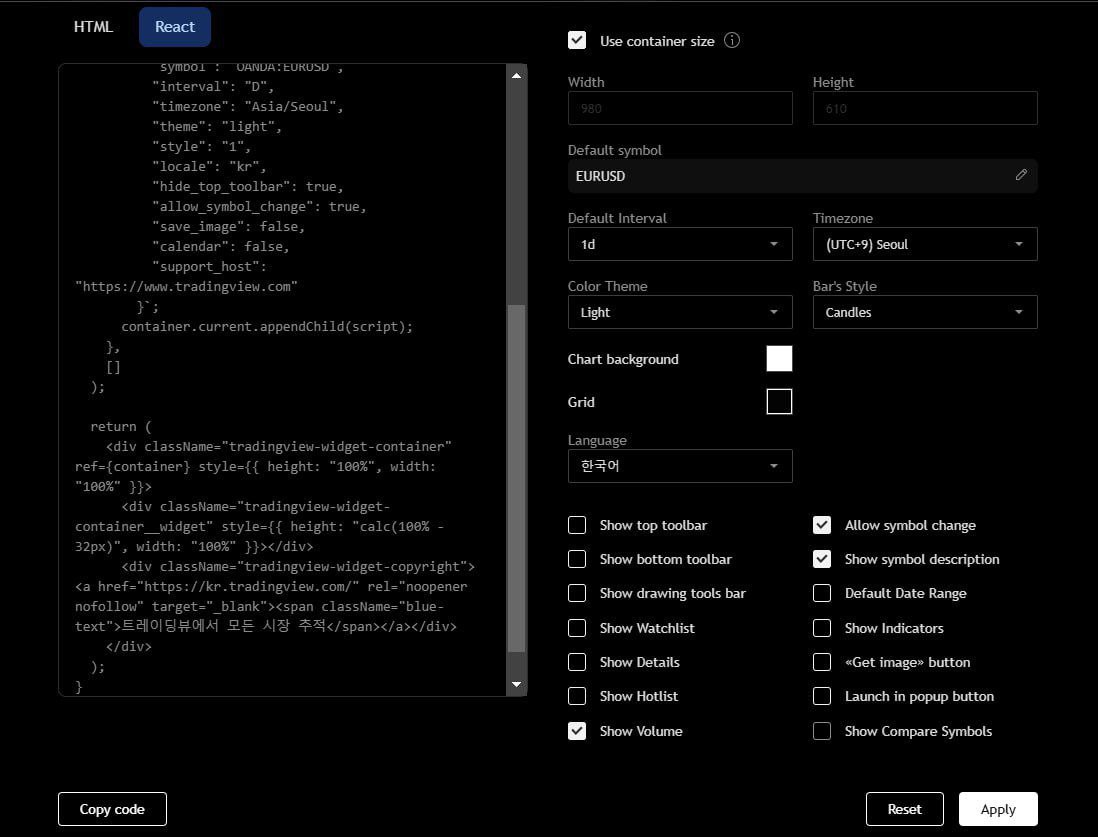 HTML
React
symbol": "OANDA:EURUSD",
"interval": "D",
"timezone": "Asia/Seoul",
"theme": "light",
"style": "1",
"locale": "kr",
"hide_top_toolbar": true,
"allow_symbol_change": true,
"save_image": false,
"calendar": false,
"support_host":
"https://www.tradingview.com"
}`;
container.current.appendChild(script);
},
[]
);
return (
<div className="tradingview-widget-container"
ref={container} style={{ height: "100%", width:
"100%" }}>
<div className="tradingview-widget-
container__widget" style={{ height: "calc(100% -
32px)", width: "100%" }}></div>
<div className="tradingview-widget-copyright">
<a href="https://kr.tradingview.com/" rel="noopener
nofollow" target="_blank"><span className="blue-
text">트레이딩뷰에서 모든 시장 추적</span></a></div>
</div>
);
}
Copy code
Use container size
Width
Height
980
610
Default symbol
EURUSD
Default Interval
Timezone
1d
(UTC+9) Seoul
Color Theme
Bar's Style
Light
Candles
Chart background
Grid
Language
한국어
Show top toolbar
Allow symbol change
Show bottom toolbar
Show symbol description
Show drawing tools bar
Default Date Range
Show Watchlist
Show Indicators
Show Details
«Get image» button
Show Hotlist
Launch in popup button
Show Volume
Show Compare Symbols
Reset
Apply